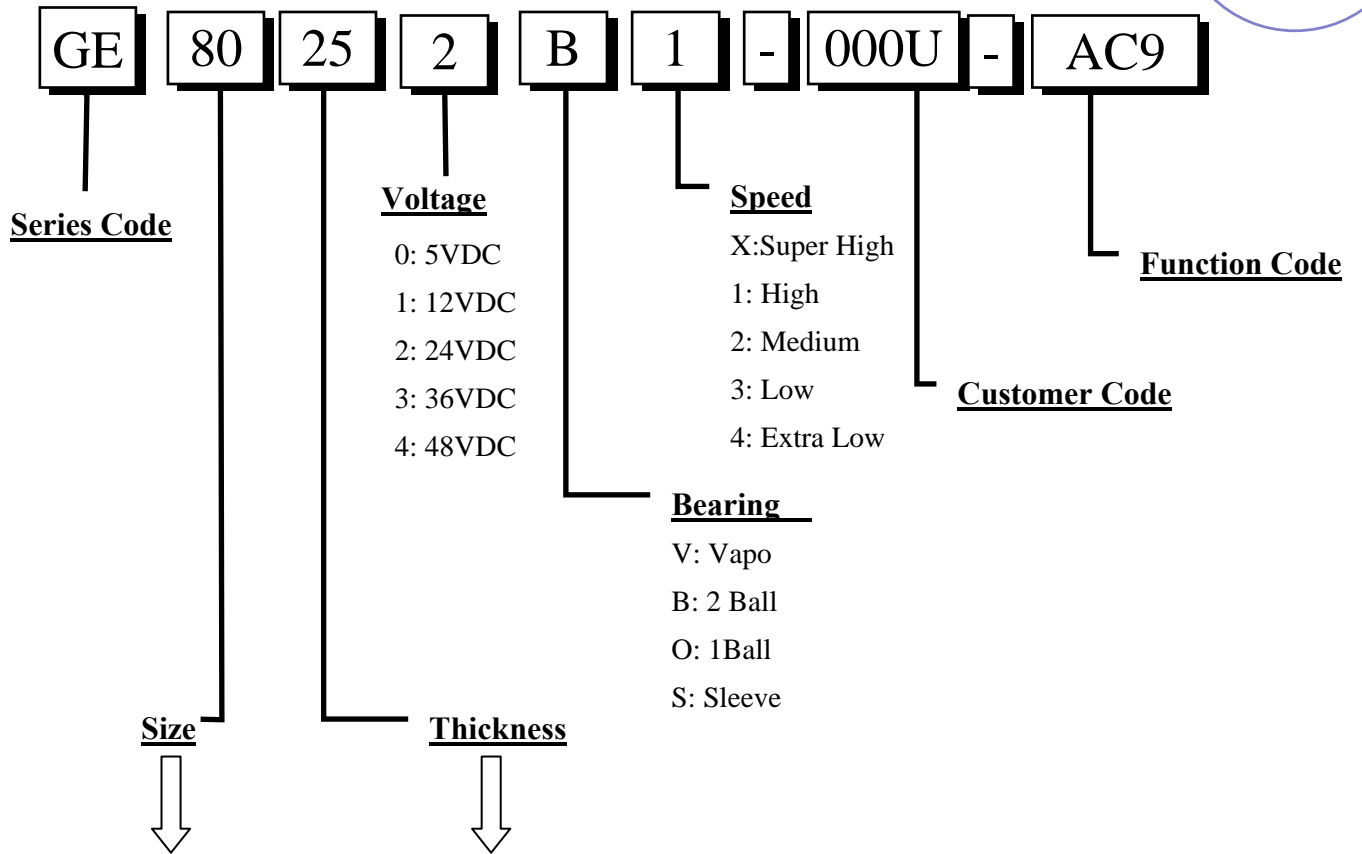 GE 80 25 2 B 1 - 000U - AC9
Series Code
Voltage
0: 5VDC
1: 12VDC
2: 24VDC
3: 36VDC
4: 48VDC
Speed
X:Super High
1: High
2: Medium
3: Low
4: Extra Low
Function Code
Customer Code
Bearing
V: Vapo
B: 2 Ball
O: 1Ball
S: Sleeve
Size
Thickness